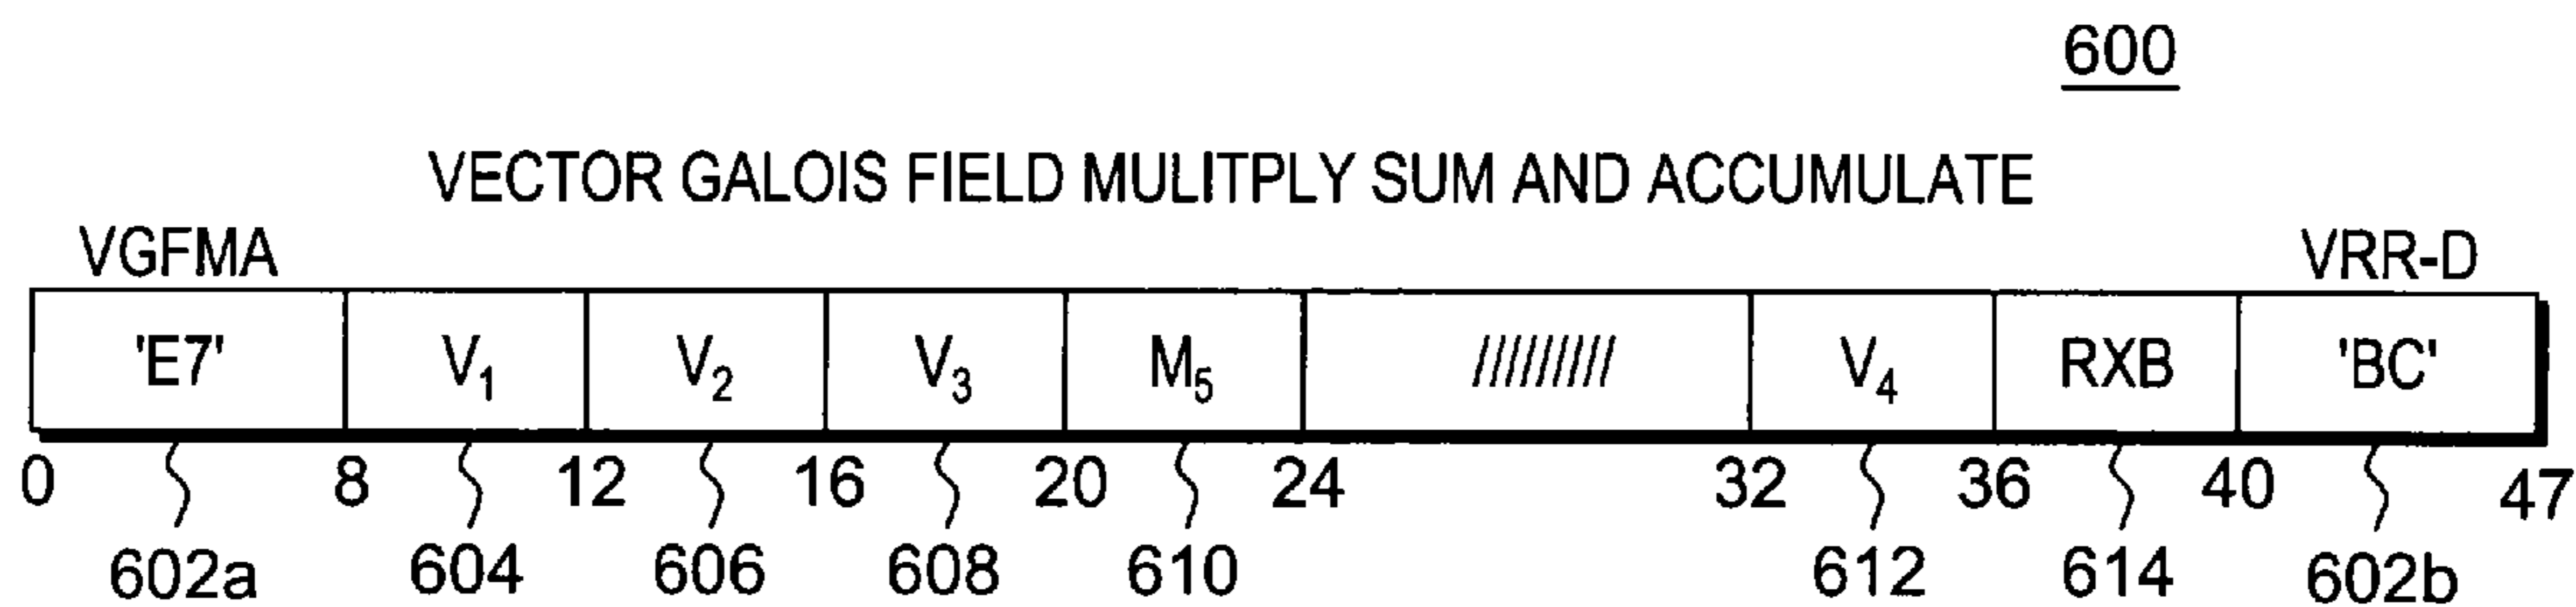 600
VECTOR GALOIS FIELD MULITPLY SUM AND ACCUMULATE
VGFMA VRR-D
'E7' V1 V2 V3 M5 ///////// V4 RXB 'BC'
0 8 12 16 20 24 32 36 40 47
602a 604 606 608 610 612 614 602b